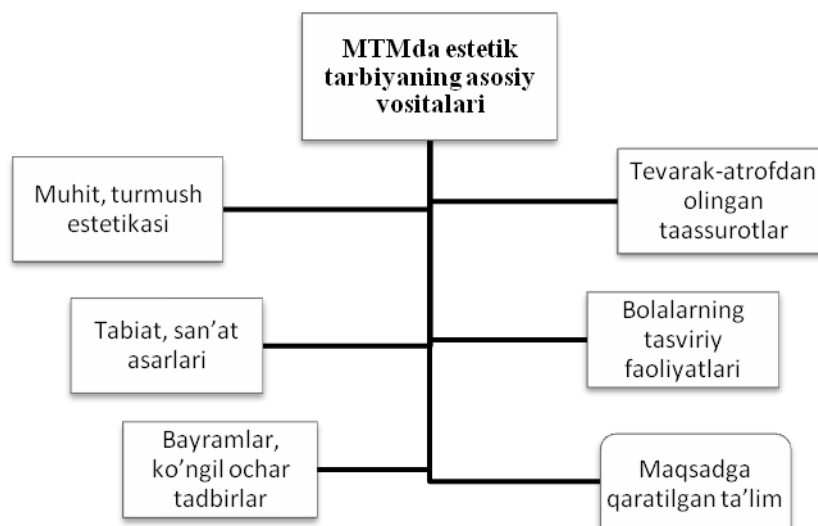 MTMda estetik
tarbiyaning asosiy
vositalari
Muhit, turmush
estetikasi
Tevarak-atrofdan
olingan
taassurotlar
Tabiat, san’at
asarlari
Bolalarning
tasviriy
faoliyatlari
Bayramlar,
ko’ngil ochar
tadbirlar
Maqsadga
qaratilgan ta’lim